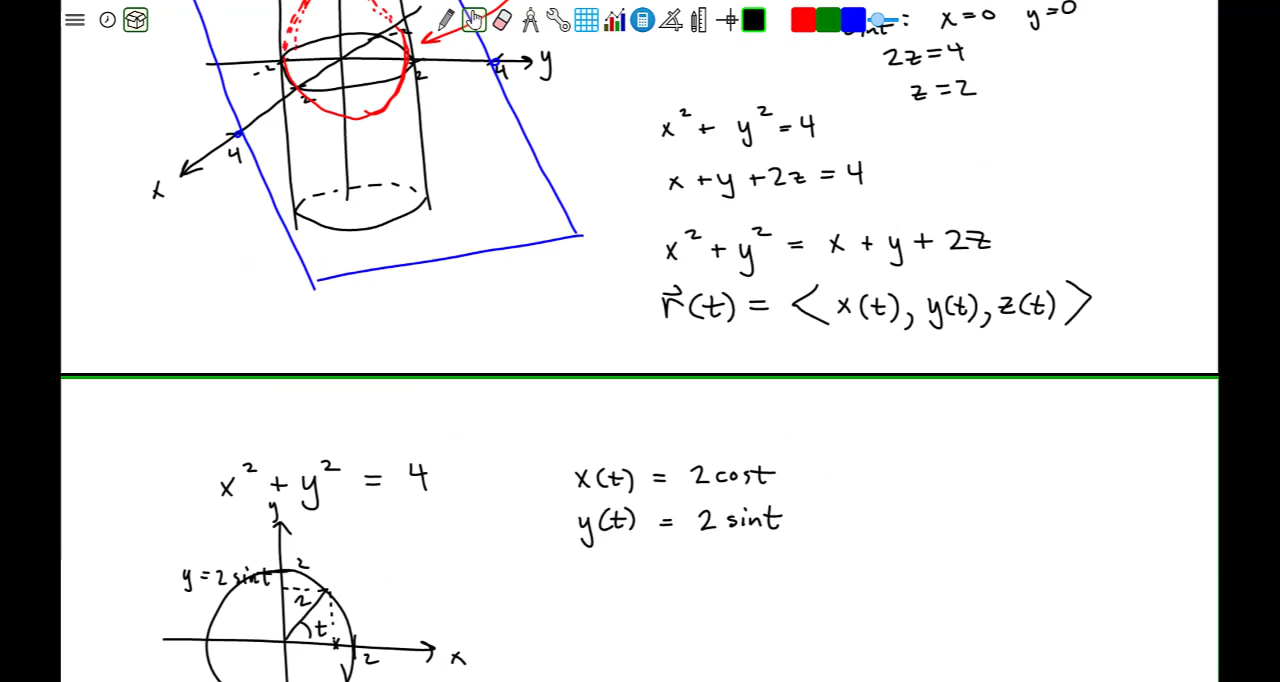 : x=0 y=0
2z=4
z=2
x² + y² = 4
x + y + 2z = 4
x² + y² = x + y + 2z
r⃗(t) = < x(t), y(t), z(t) >
-2
2
4
y
2
4
x
x² + y² = 4
x(t) = 2cost
y(t) = 2 sint
y
y = 2 sint
2
2
t
x
2
x